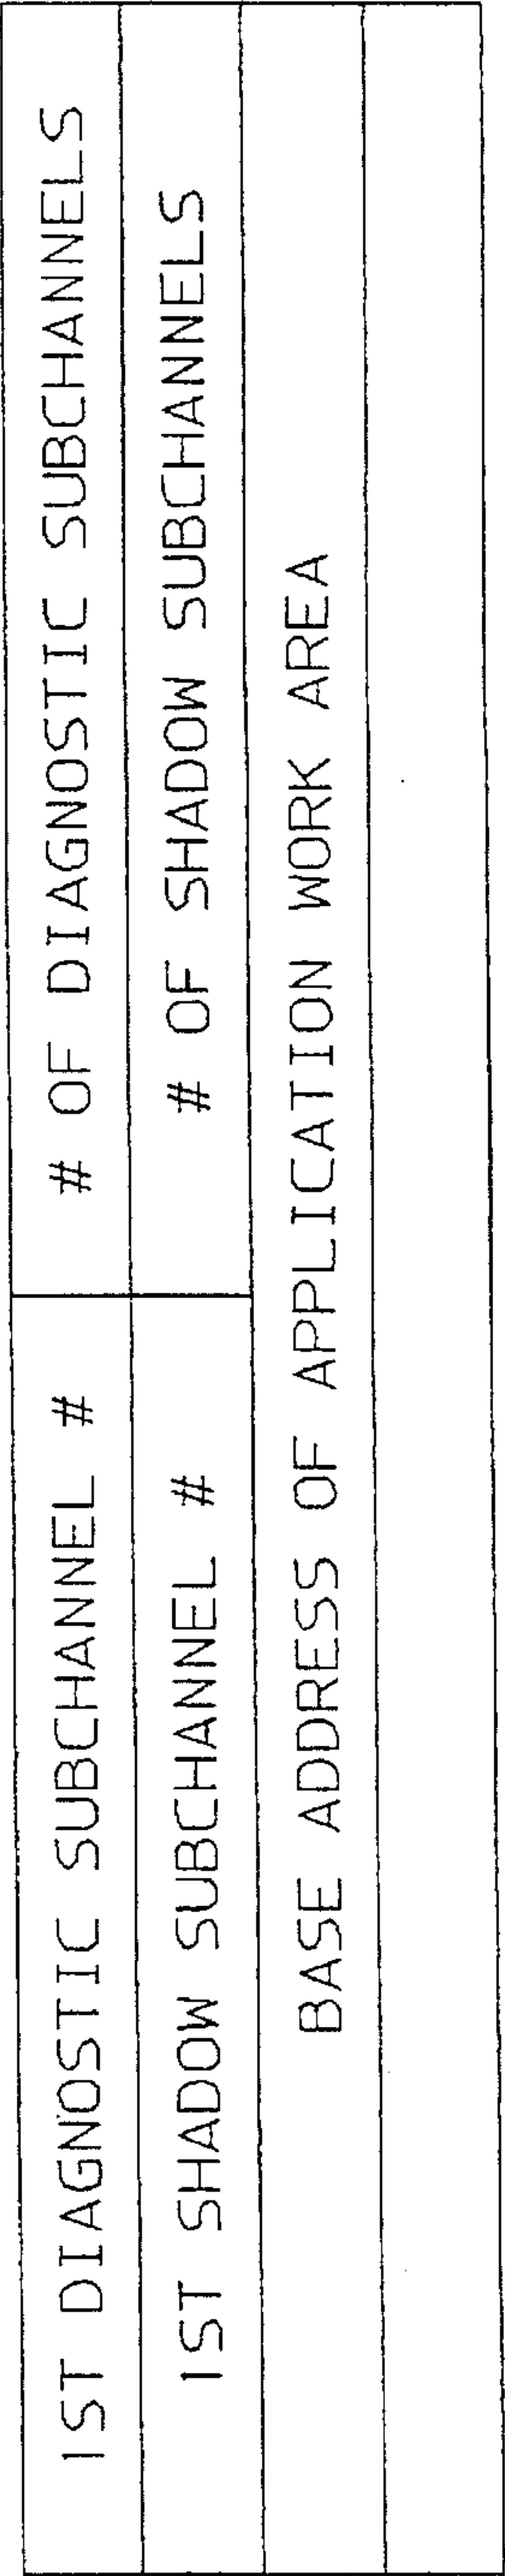 1ST DIAGNOSTIC SUBCHANNEL # # OF DIAGNOSTIC SUBCHANNELS
1ST SHADOW SUBCHANNEL # # OF SHADOW SUBCHANNELS
BASE ADDRESS OF APPLICATION WORK AREA